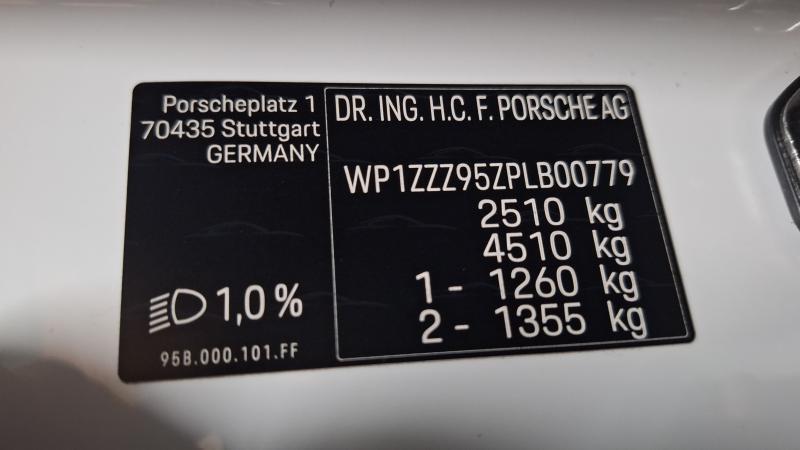 Porscheplatz 1
70435 Stuttgart
GERMANY
1,0 %
95B.000.101.FF
DR. ING. H.C. F. PORSCHE AG
WP1ZZZ95ZPLB00779
2510 kg
4510 kg
1 - 1260 kg
2 - 1355 kg